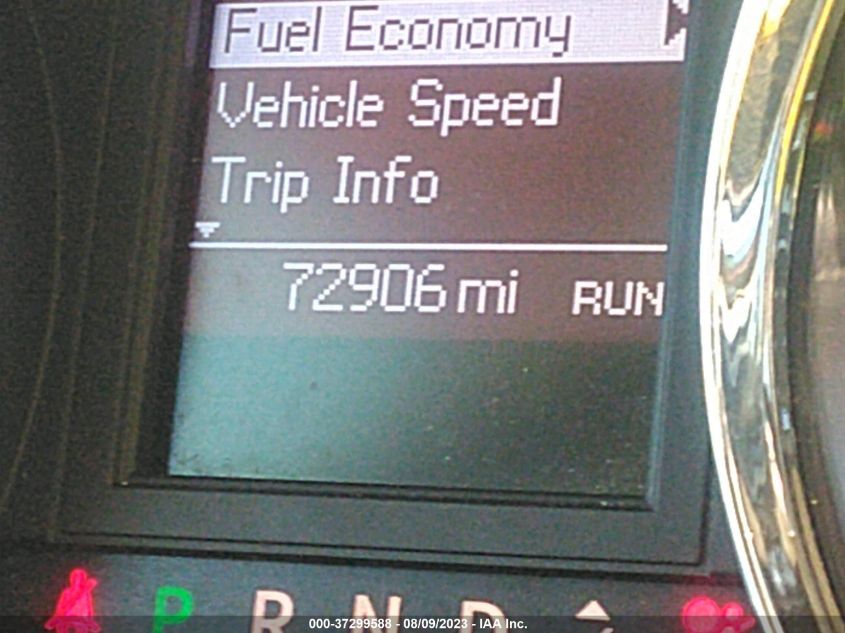 Fuel Economy
Vehicle Speed
Trip Info
72906 mi RUN
P R N D
000-37299588 - 08/09/2023 - IAA Inc.